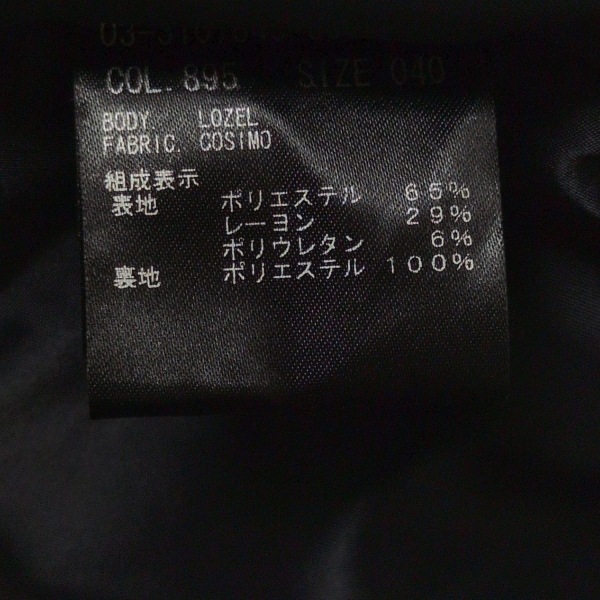 COL. 895 SIZE 040
BODY LOZEL
FABRIC. COSIMO
組成表示
表地 ポリエステル 65%
レーヨン 29%
ポリウレタン 6%
裏地 ポリエステル 100%